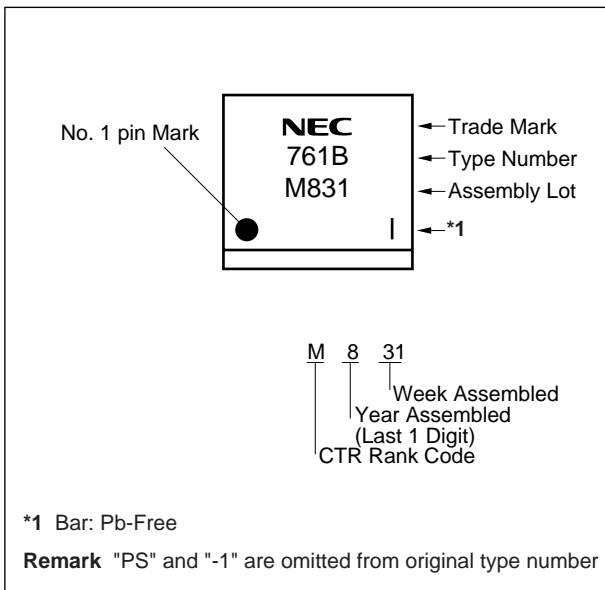 No. 1 pin Mark
NEC
Trade Mark
761B
Type Number
M831
Assembly Lot
*1
M 8 31
Week Assembled
Year Assembled
(Last 1 Digit)
CTR Rank Code
*1 Bar: Pb-Free
Remark "PS" and "-1" are omitted from original type number